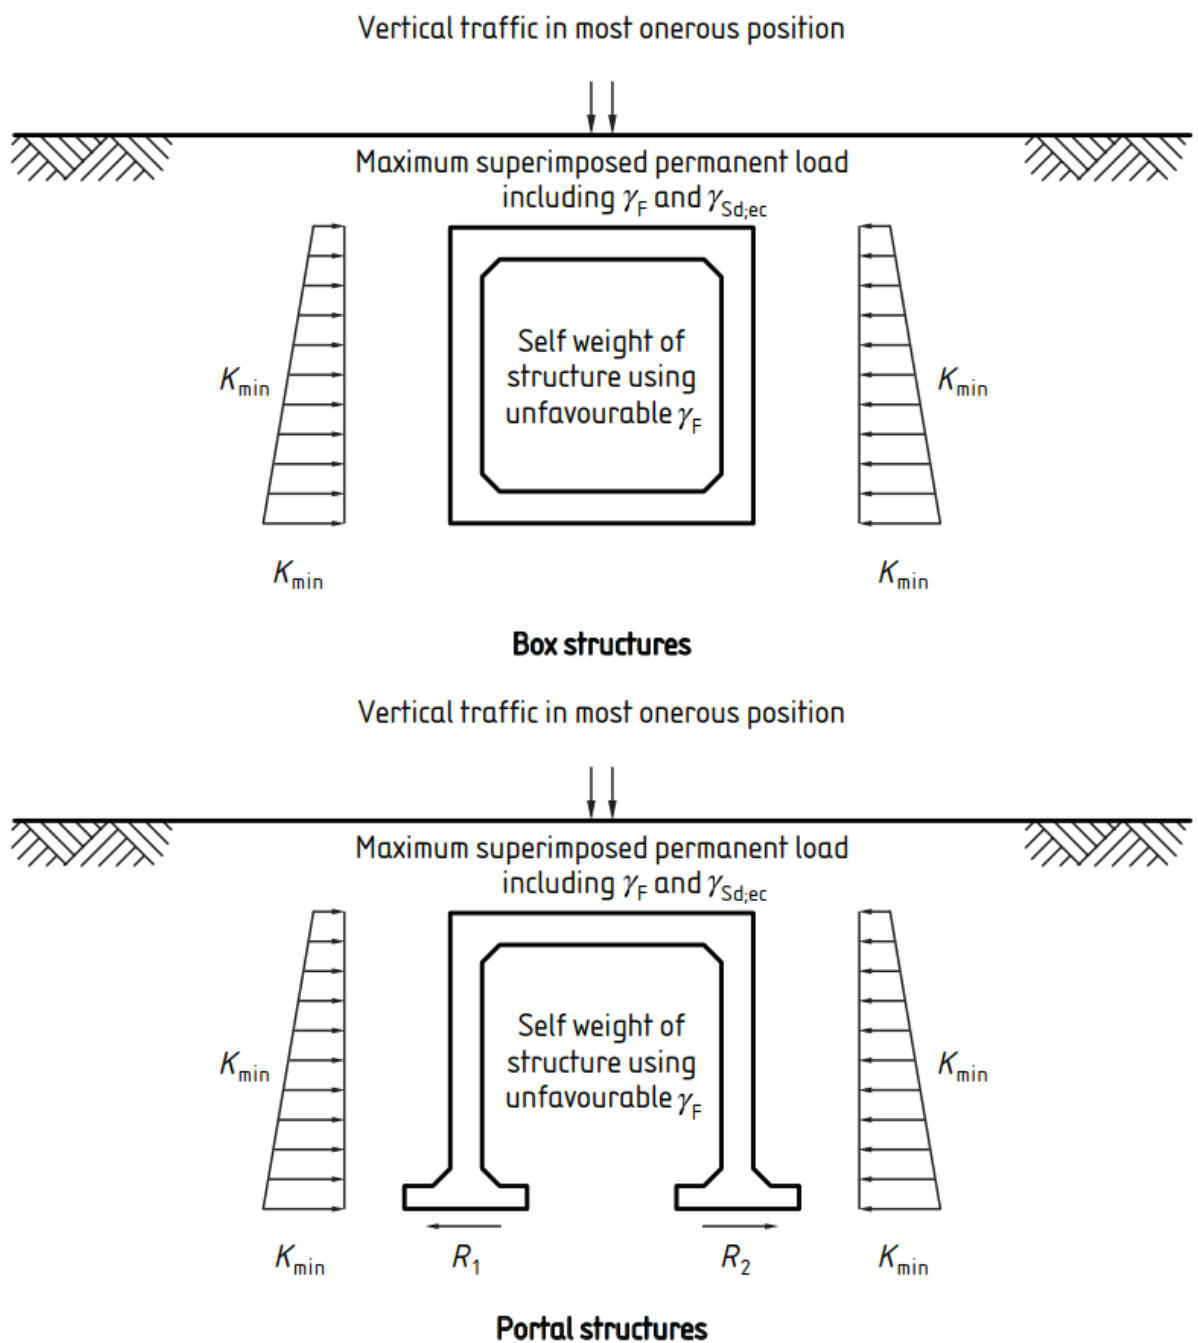 Vertical traffic in most onerous position
Maximum superimposed permanent load
including γF and γSd;ec
Self weight of
structure using
unfavourable γF
Kmin
Kmin
Kmin
Kmin
Box structures
Vertical traffic in most onerous position
Maximum superimposed permanent load
including γF and γSd;ec
Self weight of
structure using
unfavourable γF
Kmin
Kmin
Kmin
R1
R2
Kmin
Portal structures